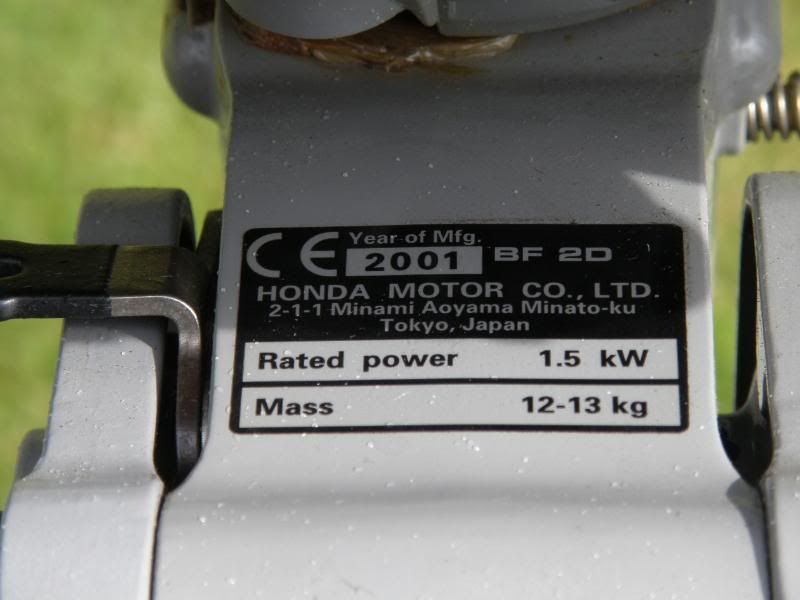 CE Year of Mfg.
2001 BF 2D
HONDA MOTOR CO., LTD.
2-1-1 Minami Aoyama Minato-ku
Tokyo, Japan
Rated power 1.5 kW
Mass 12-13 kg